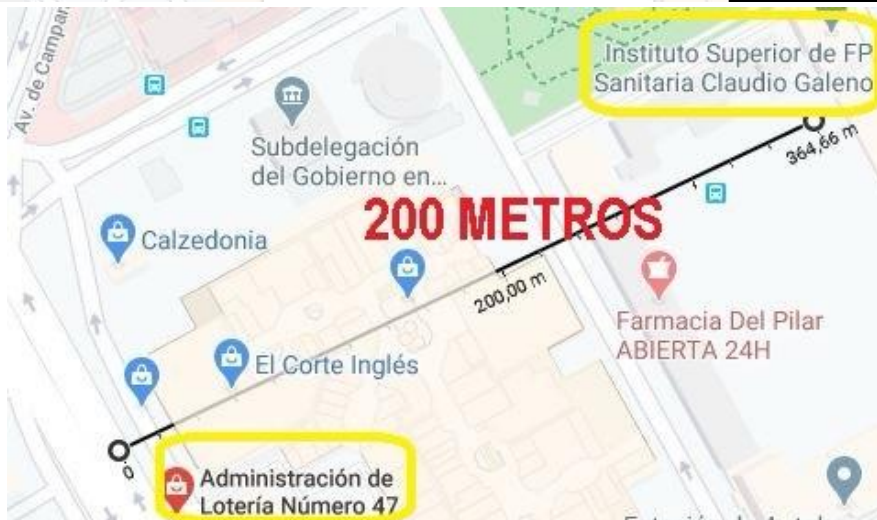 Av. de Campan
Instituto Superior de FP
Sanitaria Claudio Galeno
364,66 m
Subdelegación
del Gobierno en...
200 METROS
Calzedonia
200,00 m
Farmacia Del Pilar
ABIERTA 24H
El Corte Inglés
0
Administración de
Lotería Número 47